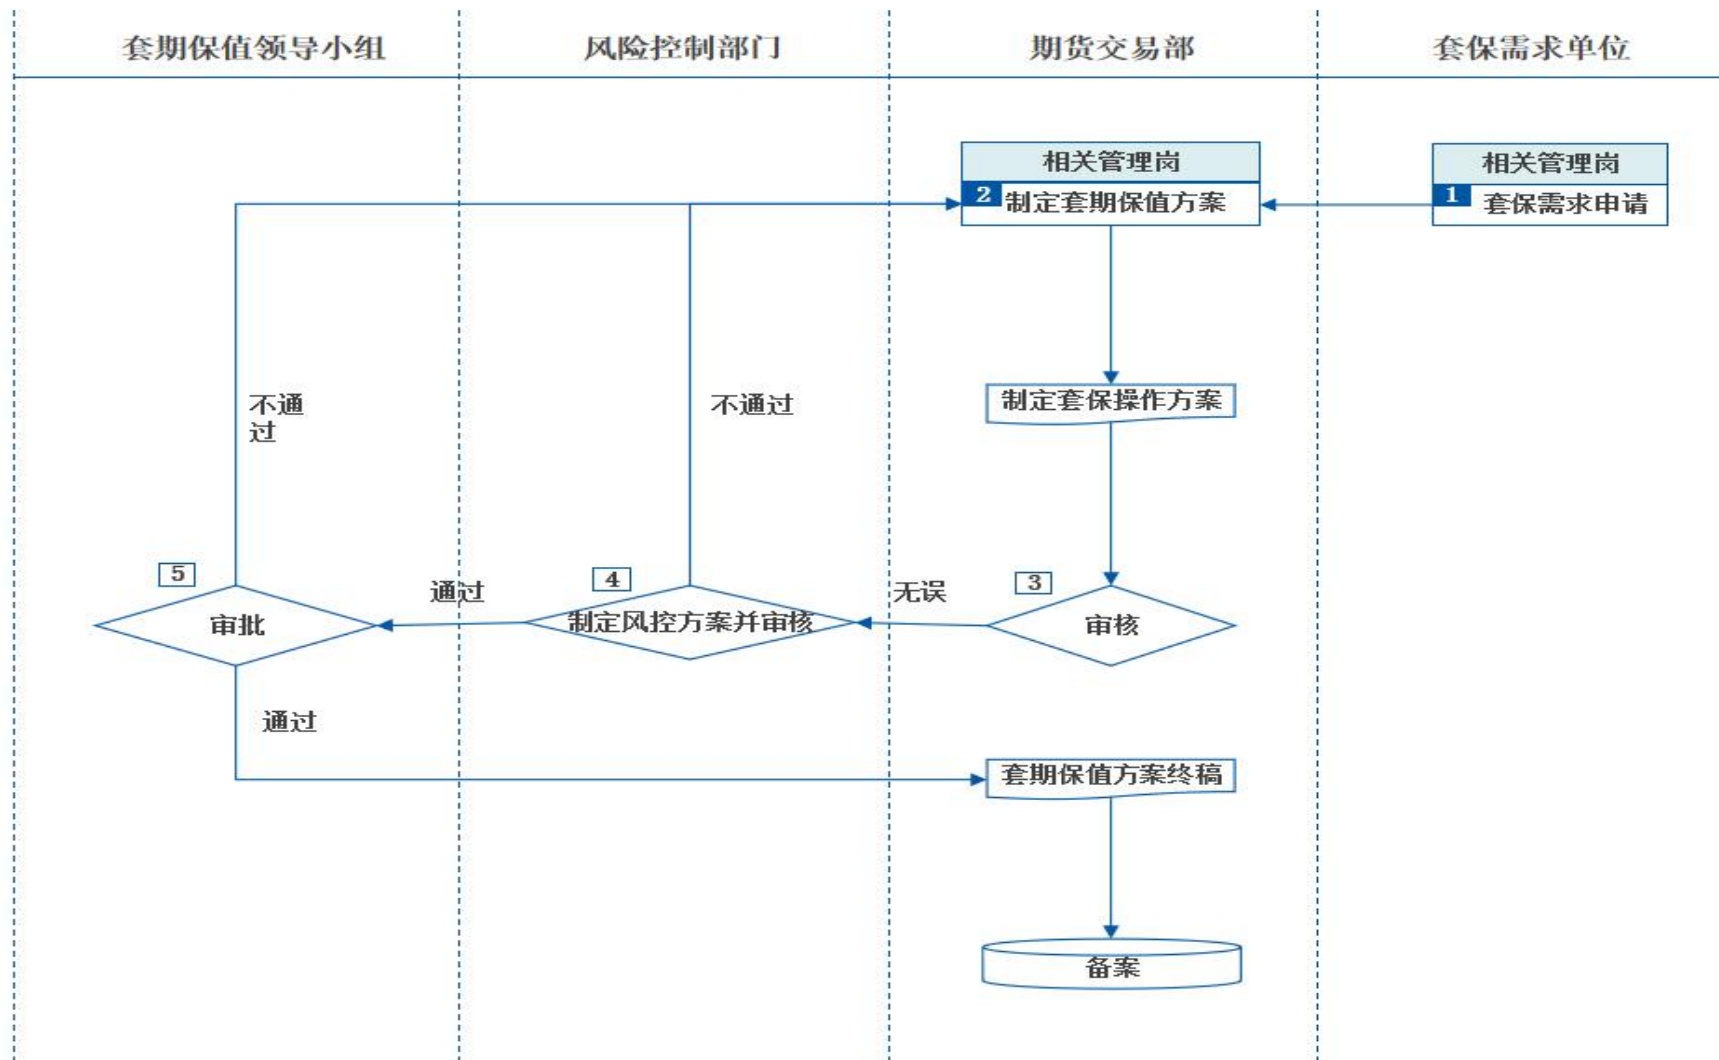 套期保值领导小组
风险控制部门
期货交易部
套保需求单位
相关管理岗
2 制定套期保值方案
相关管理岗
1 套保需求申请
不通
过
不通过
制定套保操作方案
5
审批
通过
4
制定风控方案并审核
无误
3
审核
通过
套期保值方案终稿
备案